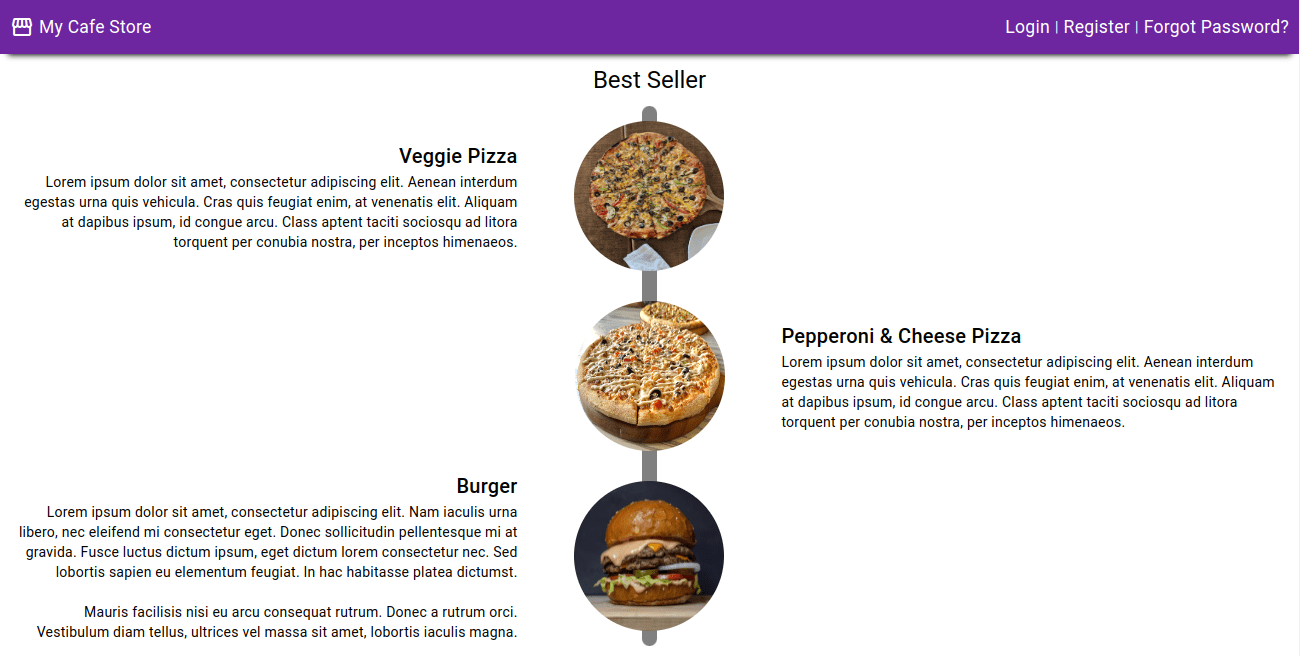 My Cafe Store
Login | Register | Forgot Password?
Best Seller
Veggie Pizza
Lorem ipsum dolor sit amet, consectetur adipiscing elit. Aenean interdum
egestas urna quis vehicula. Cras quis feugiat enim, at venenatis elit. Aliquam
at dapibus ipsum, id congue arcu. Class aptent taciti sociosqu ad litora
torquent per conubia nostra, per inceptos himenaeos.
Pepperoni & Cheese Pizza
Lorem ipsum dolor sit amet, consectetur adipiscing elit. Aenean interdum
egestas urna quis vehicula. Cras quis feugiat enim, at venenatis elit. Aliquam
at dapibus ipsum, id congue arcu. Class aptent taciti sociosqu ad litora
torquent per conubia nostra, per inceptos himenaeos.
Burger
Lorem ipsum dolor sit amet, consectetur adipiscing elit. Nam iaculis urna
libero, nec eleifend mi consectetur eget. Donec sollicitudin pellentesque mi at
gravida. Fusce luctus dictum ipsum, eget dictum lorem consectetur nec. Sed
lobortis sapien eu elementum feugiat. In hac habitasse platea dictumst.
Mauris facilisis nisi eu arcu consequat rutrum. Donec a rutrum orci.
Vestibulum diam tellus, ultrices vel massa sit amet, lobortis iaculis magna.